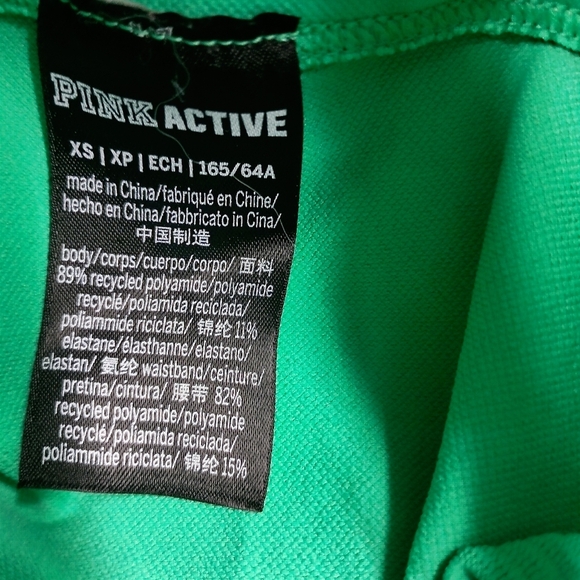 PINK ACTIVE
XS | XP | ECH | 165/64A
made in China/fabriqué en Chine/
hecho en China/fabbricato in Cina/
中国制造
body/corps/cuerpo/corpo/ 面料
89% recycled polyamide/polyamide
recyclé/poliamida reciclada/
poliammide riciclata/ 锦纶 11%
elastane/élasthanne/elastano/
elastan/ 氨纶 waistband/ceinture/
pretina/cintura/ 腰带 82%
recycled polyamide/polyamide
recyclé/poliamida reciclada/
poliammide riciclata/ 锦纶 15%